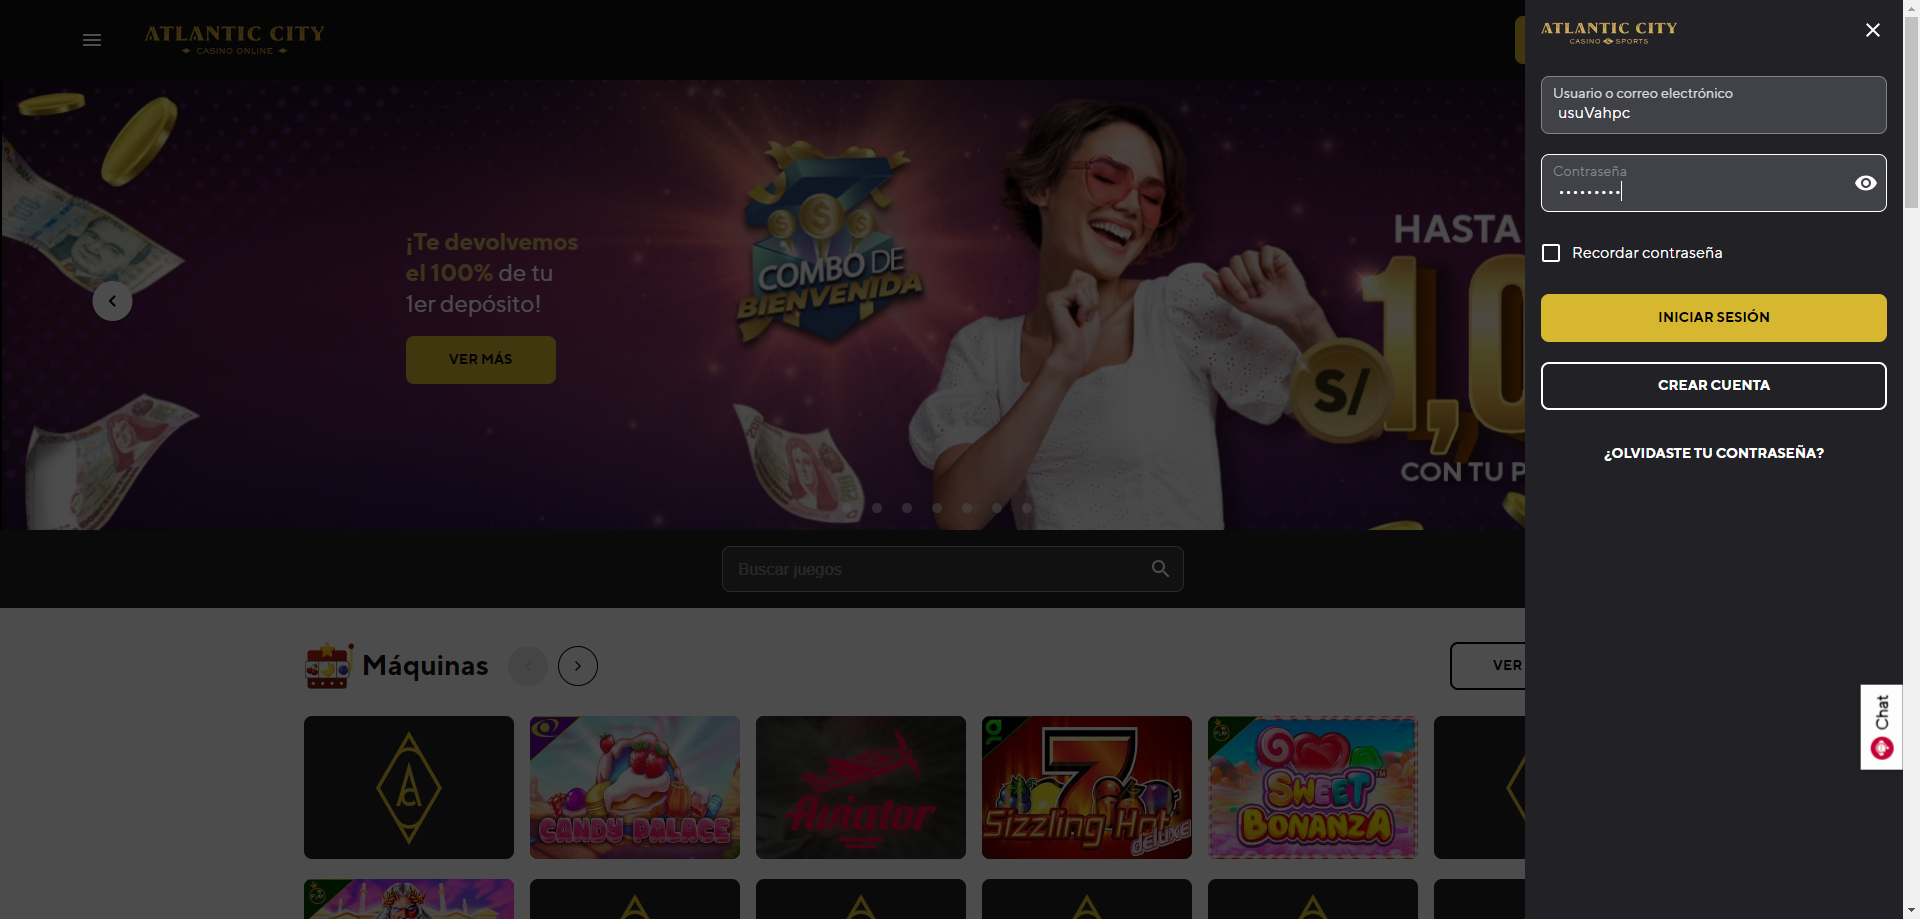 ATLANTIC CITY
CASINO ONLINE
ATLANTIC CITY
CASINO SPORTS
Usuario o correo electrónico
usuVahpc
Contraseña
•••••••••
Recordar contraseña
INICIAR SESIÓN
CREAR CUENTA
¿OLVIDASTE TU CONTRASEÑA?
¡Te devolvemos
el 100% de tu
1er depósito!
VER MÁS
COMBO DE
BIENVENIDA
HASTA
S/
1,0
CON TU P
Buscar juegos
Máquinas
VER
CANDY PALACE
Aviator
7
Sizzling Hot
deluxe
SWEET
BONANZA™
Chat